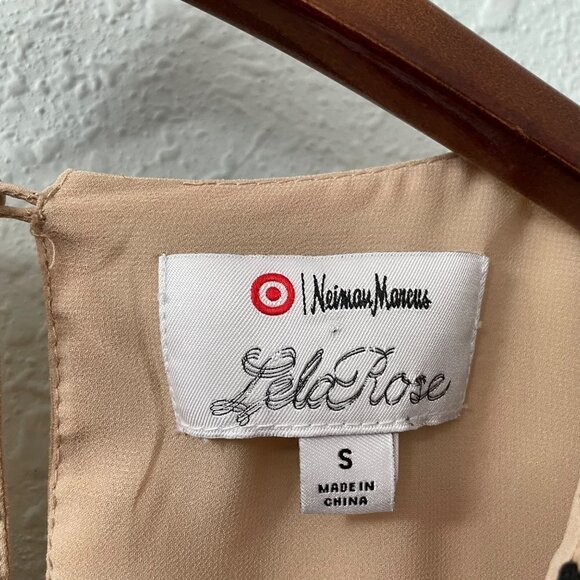 Neiman Marcus
Lela Rose
S
MADE IN
CHINA